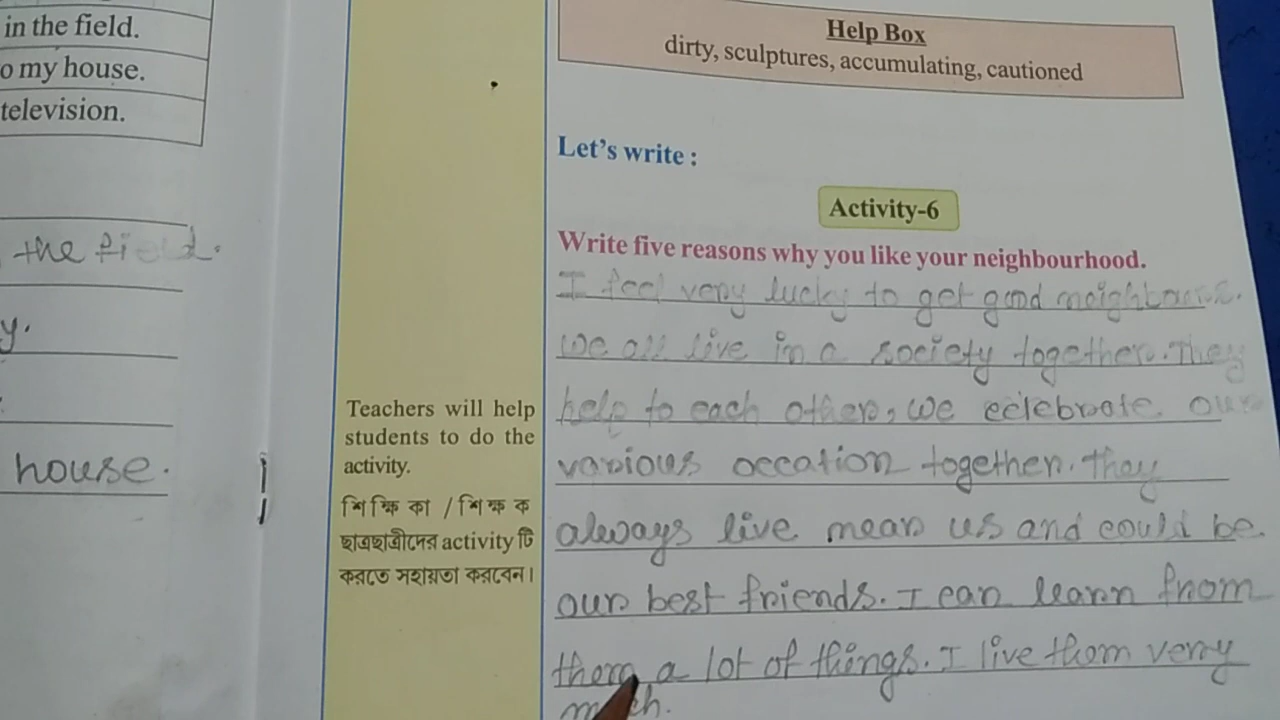 in the field.
o my house.
television.
the field.
y.
house.
Help Box
dirty, sculptures, accumulating, cautioned
Let's write :
Activity-6
Write five reasons why you like your neighbourhood.
I feel very lucky to get good
we all live in a society together. They
help to each other, we celebrate our
various occation together. They
always live near us and could be
our best friends. I can learn from
them a lot of things. I live them very
Teachers will help
students to do the
activity.
শিক্ষিকা / শিক্ষক
ছাত্রছাত্রীদের activity টি
করতে সহায়তা করবেন।